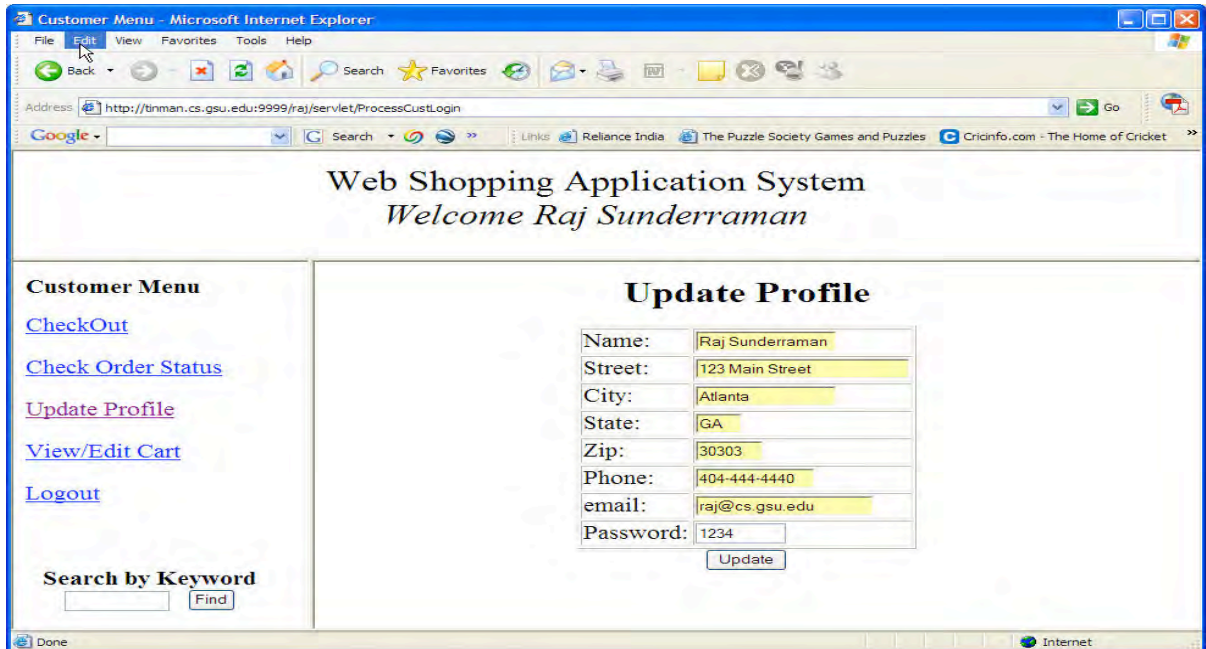 Customer Menu - Microsoft Internet Explorer
File Edit View Favorites Tools Help
Back Search Favorites
Address http://tinman.cs.gsu.edu:9999/raj/servlet/ProcessCustLogin Go
Google Search » Links Reliance India The Puzzle Society Games and Puzzles Cricinfo.com - The Home of Cricket »
Web Shopping Application System
Welcome Raj Sunderraman
Customer Menu
CheckOut
Check Order Status
Update Profile
View/Edit Cart
Logout
Search by Keyword
Find
Update Profile
Name: Raj Sunderraman
Street: 123 Main Street
City: Atlanta
State: GA
Zip: 30303
Phone: 404-444-4440
email: raj@cs.gsu.edu
Password: 1234
Update
Done Internet